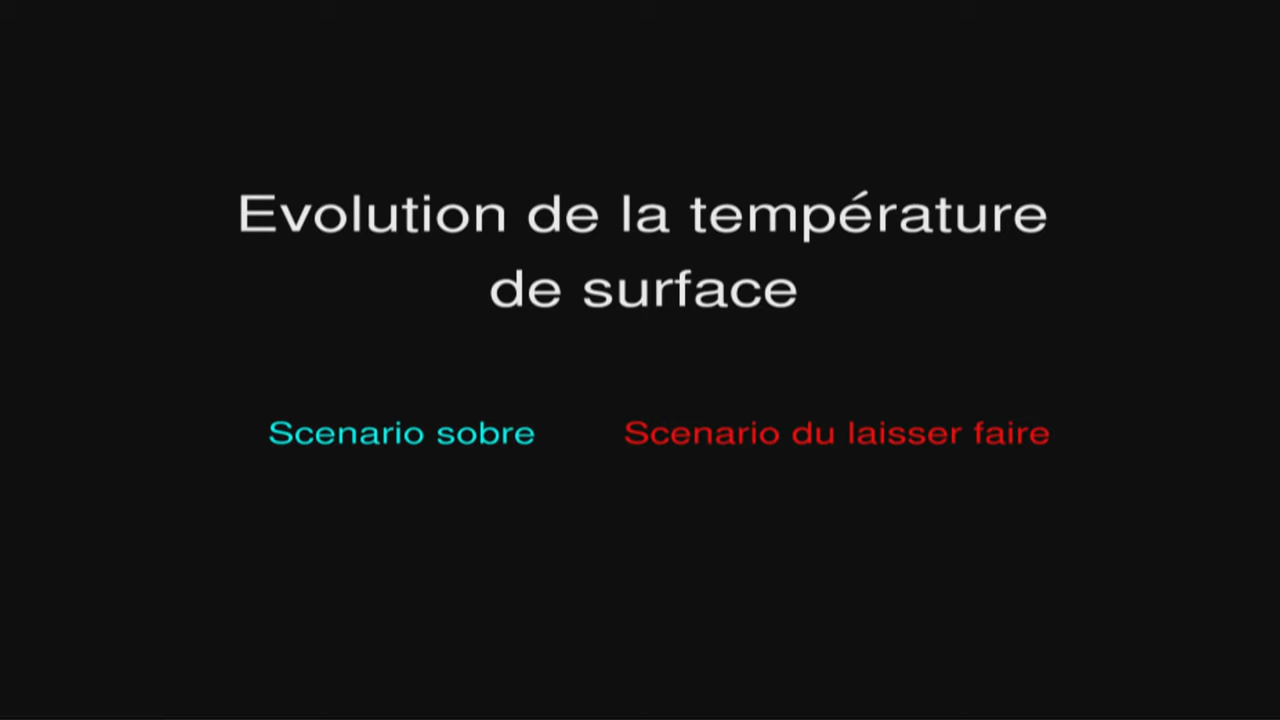 Evolution de la température
de surface
Scenario sobre
Scenario du laisser faire